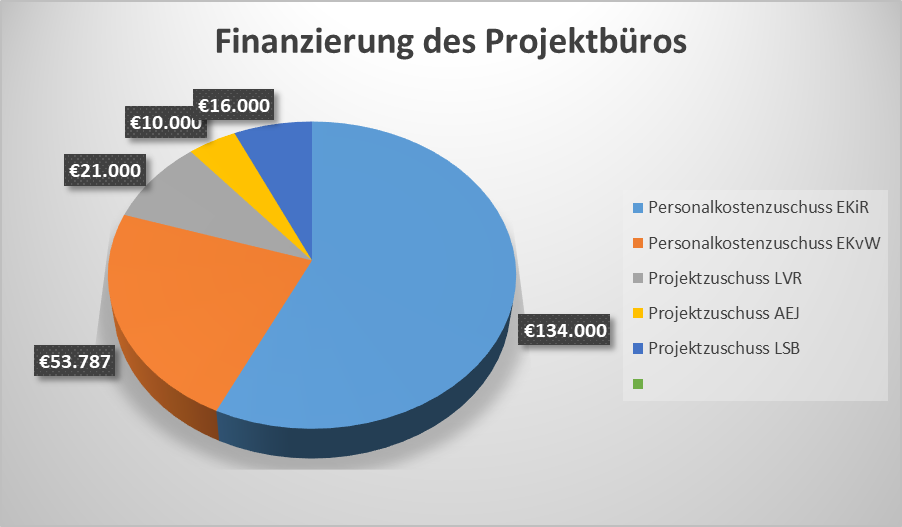 Finanzierung des Projektbüros
€16.000
€10.000
€21.000
€53.787
€134.000
Personalkostenzuschuss EKiR
Personalkostenzuschuss EKvW
Projektzuschuss LVR
Projektzuschuss AEJ
Projektzuschuss LSB